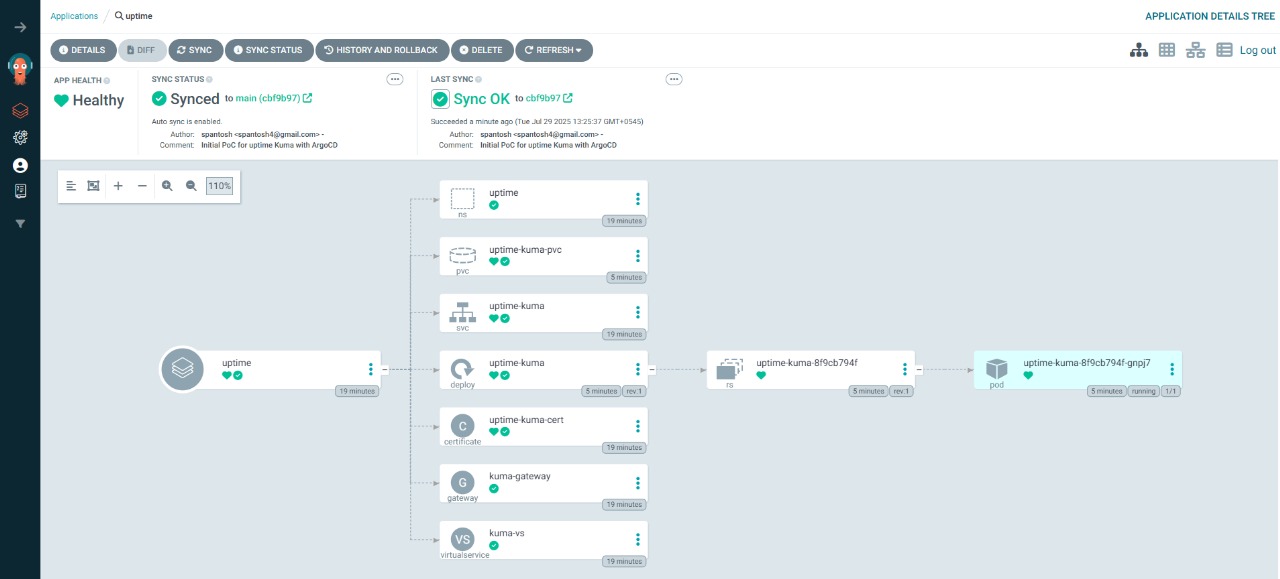 Applications / uptime
APPLICATION DETAILS TREE
DETAILS DIFF SYNC SYNC STATUS HISTORY AND ROLLBACK DELETE REFRESH
Log out
APP HEALTH
Healthy
SYNC STATUS
Synced to main (cbf9b97)
Auto sync is enabled.
Author: spantosh <spantosh4@gmail.com> -
Comment: Initial PoC for uptime Kuma with ArgoCD
LAST SYNC
Sync OK to cbf9b97
Succeeded a minute ago (Tue Jul 29 2025 13:25:37 GMT+0545)
Author: spantosh <spantosh4@gmail.com> -
Comment: Initial PoC for uptime Kuma with ArgoCD
110%
uptime
19 minutes
uptime
ns
19 minutes
uptime-kuma-pvc
pvc
5 minutes
uptime-kuma
svc
19 minutes
uptime-kuma
deploy
5 minutes rev:1
uptime-kuma-8f9cb794f
rs
5 minutes rev:1
uptime-kuma-8f9cb794f-gnpj7
pod
5 minutes running 1/1
C
uptime-kuma-cert
certificate
19 minutes
G
kuma-gateway
gateway
19 minutes
VS
kuma-vs
virtualservice
19 minutes